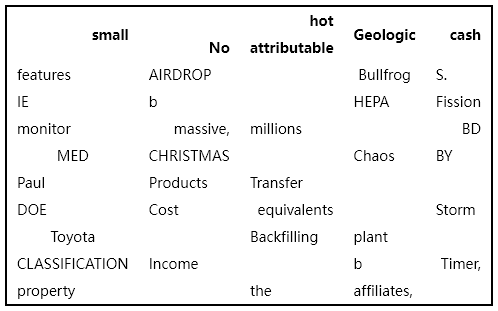 small No hot attributable Geologic cash
features AIRDROP Bullfrog S.
IE b HEPA Fission
monitor massive, millions BD
MED CHRISTMAS Chaos BY
Paul Products Transfer
DOE Cost equivalents Storm
Toyota Backfilling plant
CLASSIFICATION Income b Timer,
property the affiliates,